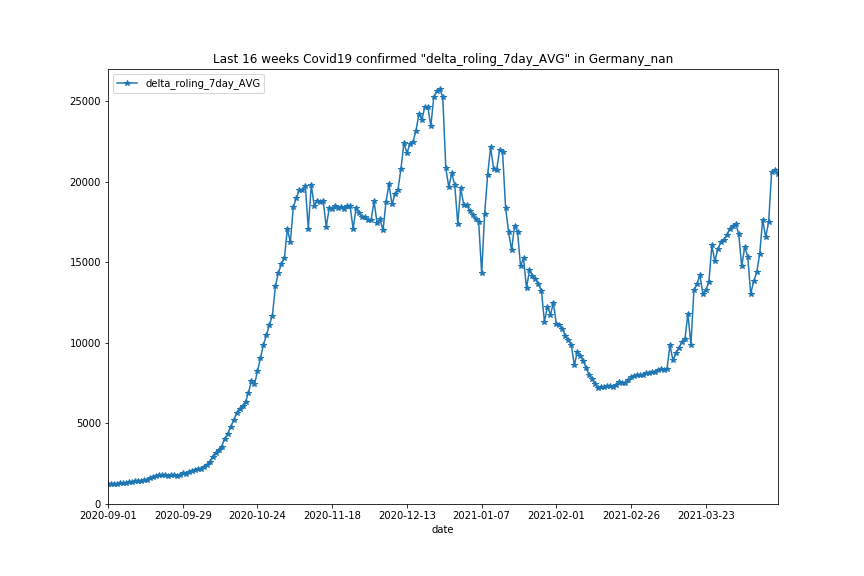 Last 16 weeks Covid19 confirmed "delta_roling_7day_AVG" in Germany_nan
delta_roling_7day_AVG
25000
20000
15000
10000
5000
0
2020-09-01 2020-09-29 2020-10-24 2020-11-18 2020-12-13 2021-01-07 2021-02-01 2021-02-26 2021-03-23
date